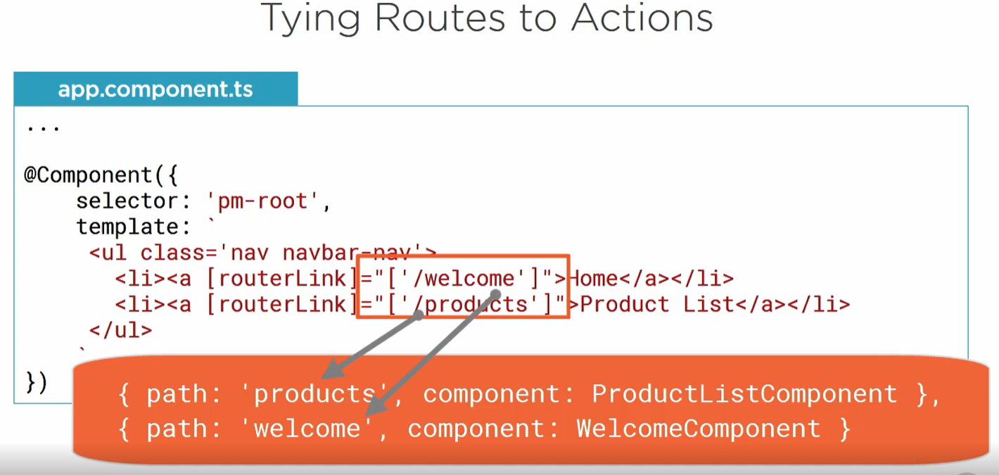 Tying Routes to Actions
app.component.ts
...
@Component({
    selector: 'pm-root',
    template: `
     <ul class='nav navbar-nav'>
       <li><a [routerLink]="['/welcome']">Home</a></li>
       <li><a [routerLink]="['/products']">Product List</a></li>
     </ul>
    `
})
{ path: 'products', component: ProductListComponent },
{ path: 'welcome', component: WelcomeComponent }